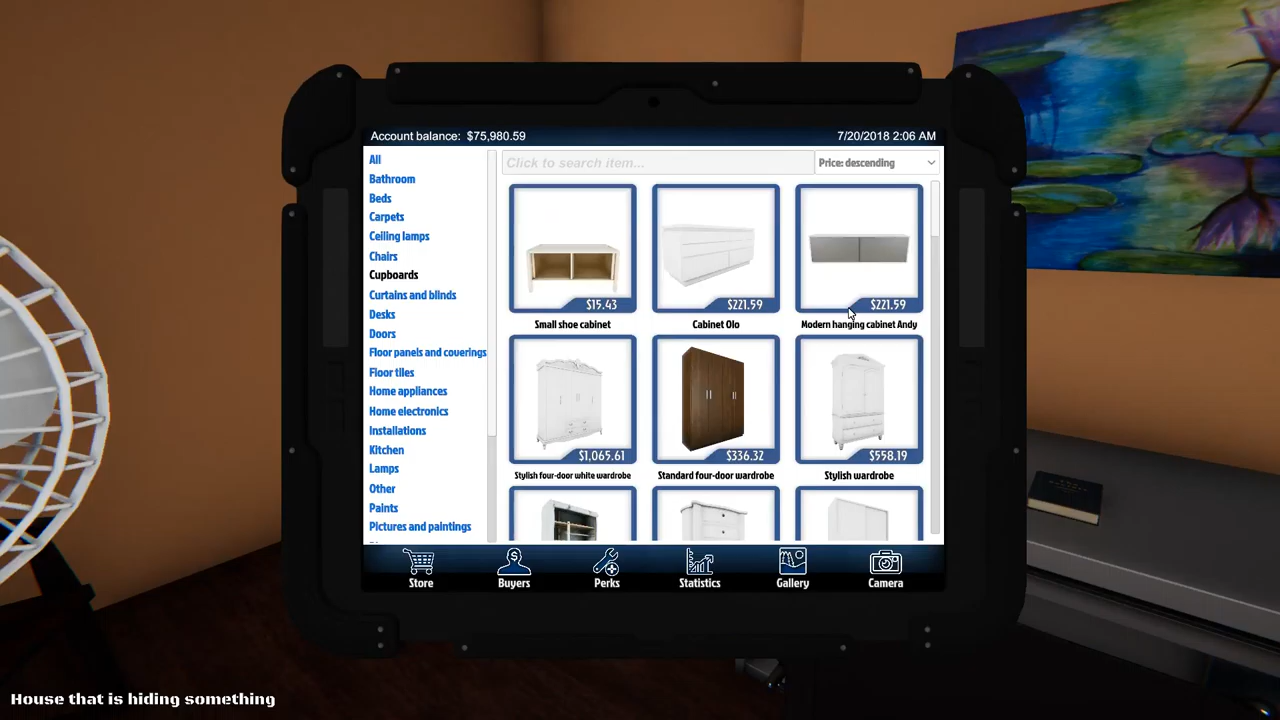 Account balance: $75,980.59
7/20/2018 2:06 AM
All
Bathroom
Beds
Carpets
Ceiling lamps
Chairs
Cupboards
Curtains and blinds
Desks
Doors
Floor panels and coverings
Floor tiles
Home appliances
Home electronics
Installations
Kitchen
Lamps
Other
Paints
Pictures and paintings
Click to search item...
Price: descending
$15.43
$221.59
$221.59
Small shoe cabinet
Cabinet Olo
Modern hanging cabinet Andy
$1,065.61
$336.32
$558.19
Stylish four-door white wardrobe
Standard four-door wardrobe
Stylish wardrobe
Store
Buyers
Perks
Statistics
Gallery
Camera
House that is hiding something